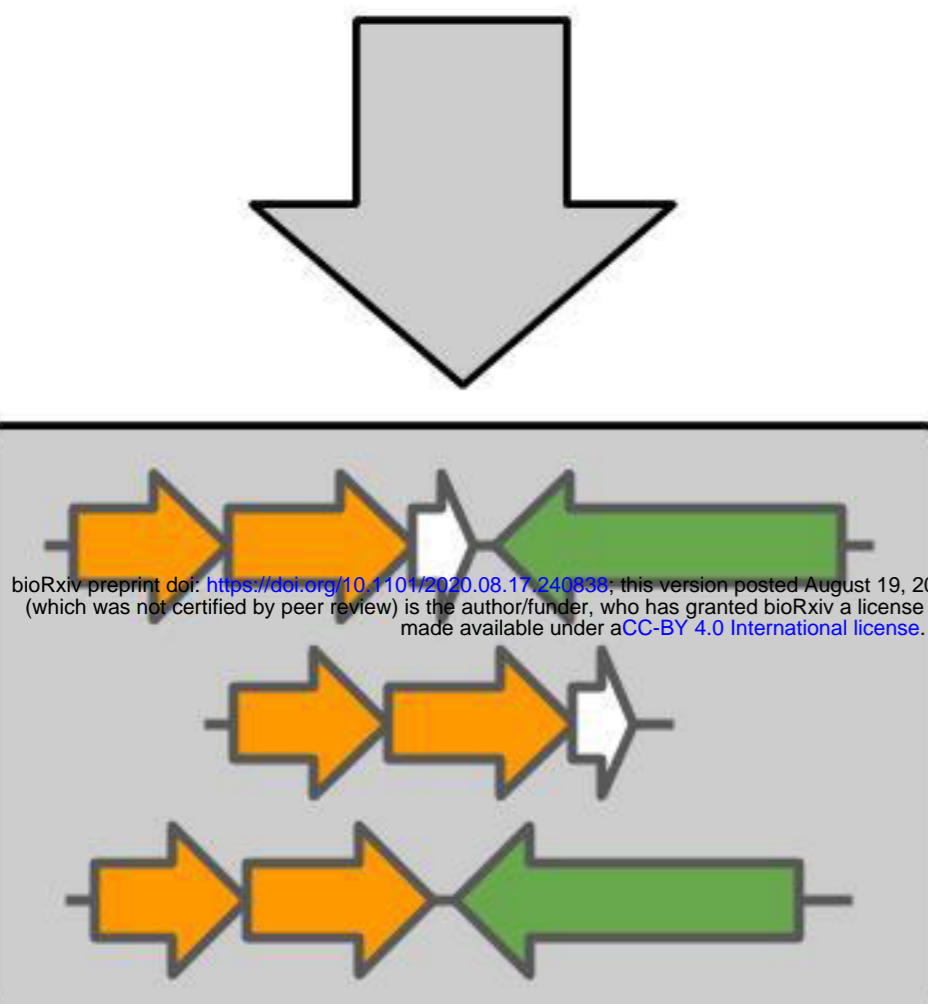 bioRxiv preprint doi: https://doi.org/10.1101/2020.08.17.240838; this version posted August 19, 20
(which was not certified by peer review) is the author/funder, who has granted bioRxiv a license
made available under aCC-BY 4.0 International license.